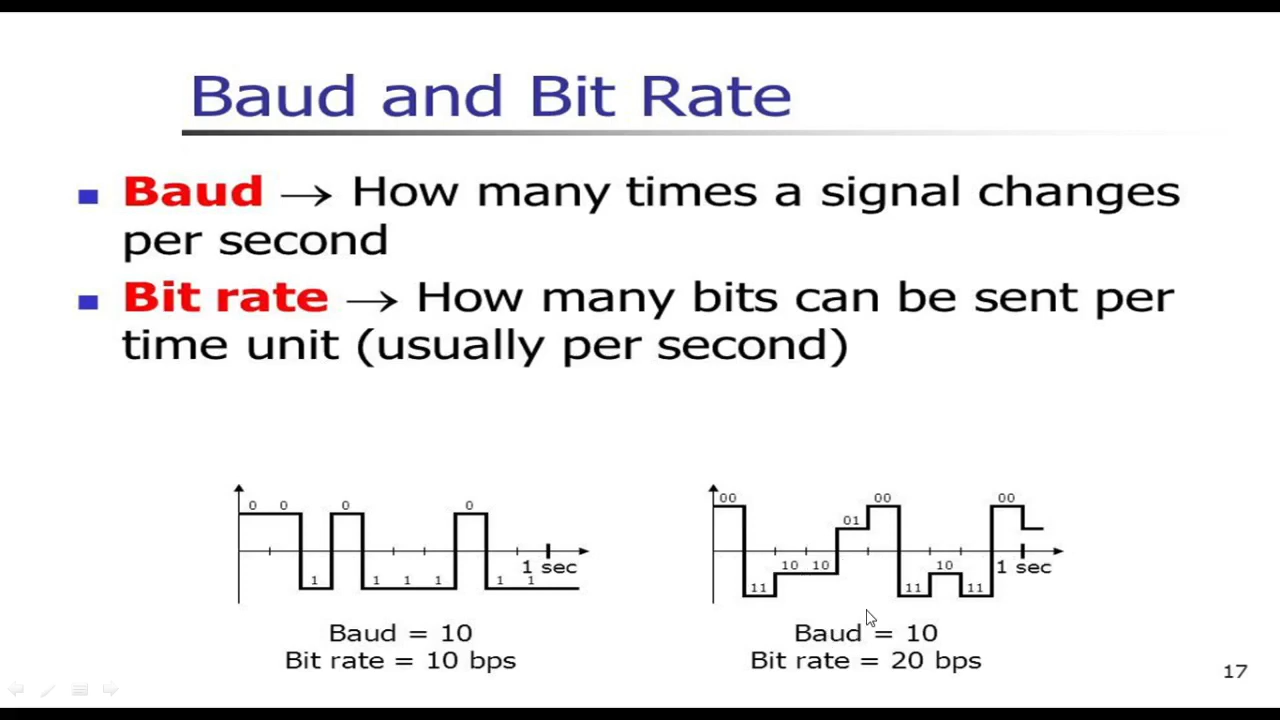 Baud and Bit Rate
Baud → How many times a signal changes
per second
Bit rate → How many bits can be sent per
time unit (usually per second)
0 0 0 0
1 1 1 1 1 1
1 sec
Baud = 10
Bit rate = 10 bps
00 00 00
01
10 10 10
11 11 11
1 sec
Baud = 10
Bit rate = 20 bps
17